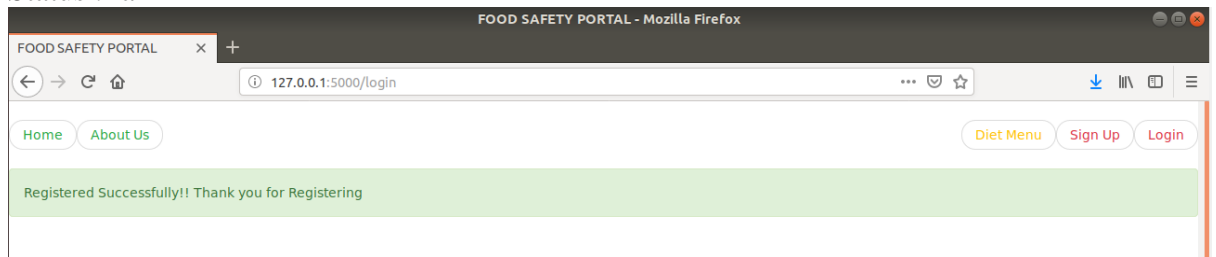 FOOD SAFETY PORTAL - Mozilla Firefox
FOOD SAFETY PORTAL
127.0.0.1:5000/login
Home About Us Diet Menu Sign Up Login
Registered Successfully!! Thank you for Registering